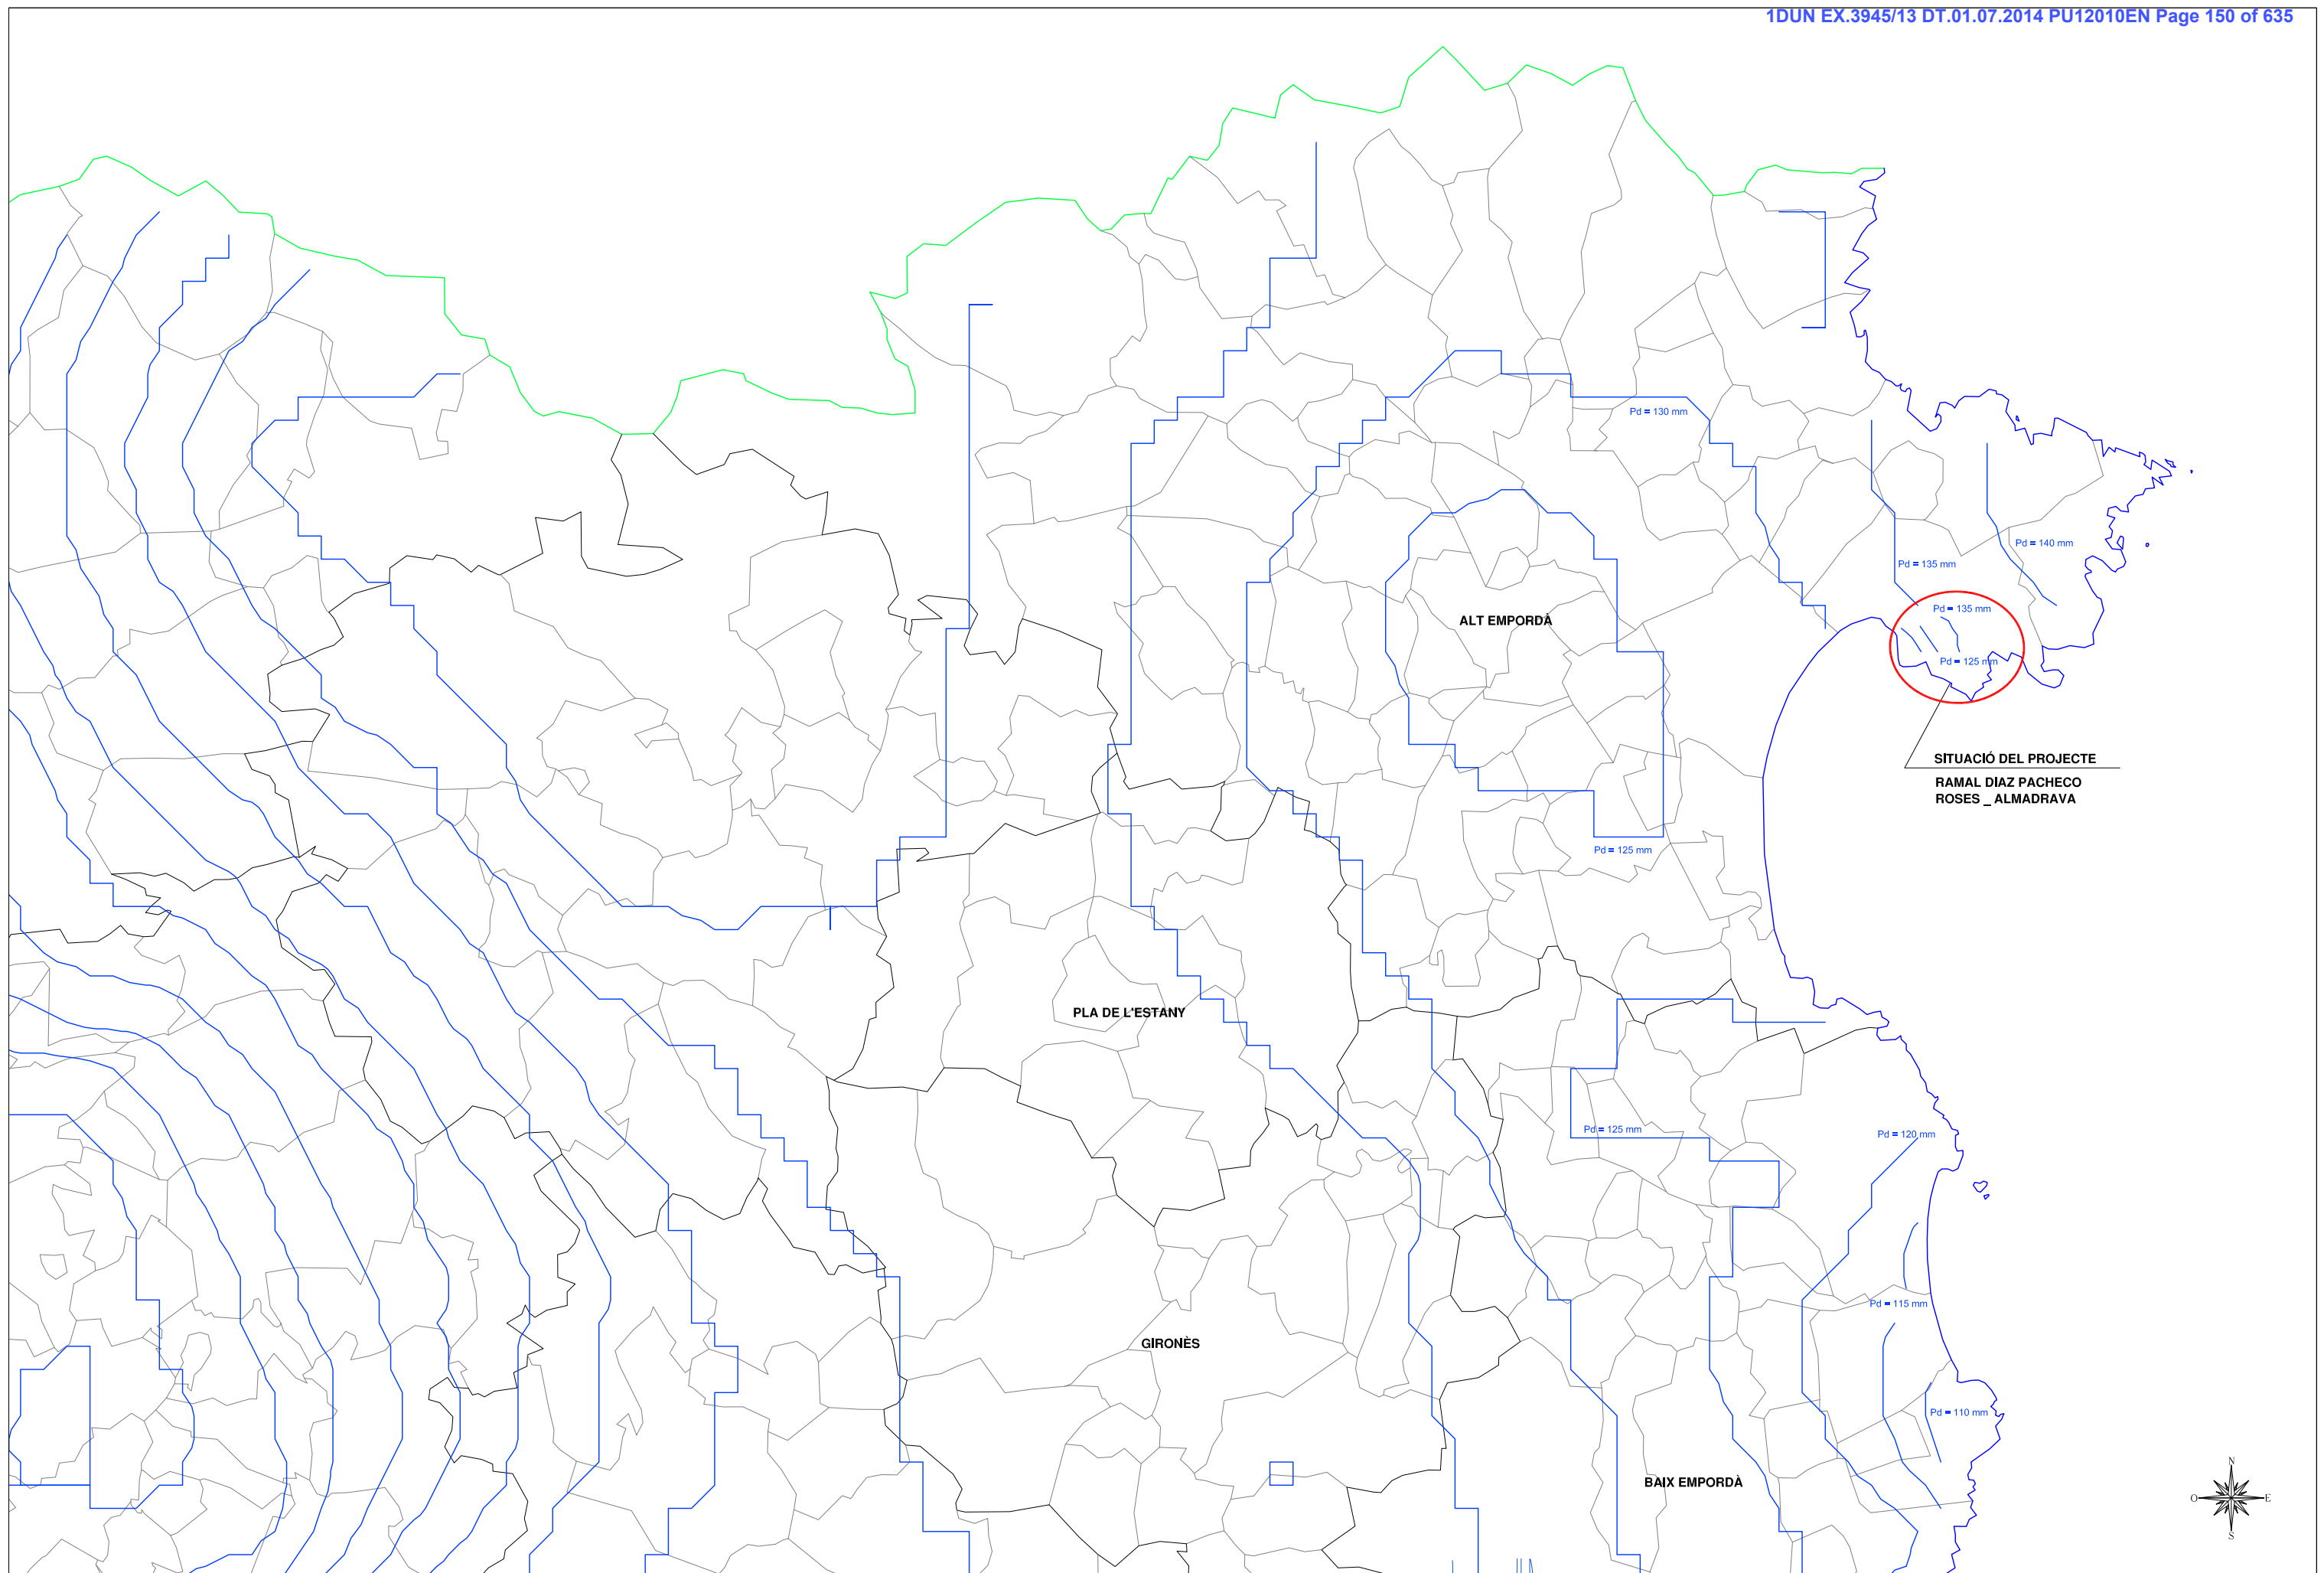 1DUN EX.3945/13 DT.01.07.2014 PU12010EN Page 150 of 635
Pd = 130 mm
Pd = 140 mm
Pd = 135 mm
Pd = 135 mm
ALT EMPORDÀ
Pd = 125 mm
SITUACIÓ DEL PROJECTE
RAMAL DIAZ PACHECO
ROSES _ ALMADRAVA
Pd = 125 mm
PLA DE L'ESTANY
Pd = 125 mm
Pd = 120 mm
Pd = 115 mm
GIRONÈS
Pd = 110 mm
BAIX EMPORDÀ
N
O
E
S